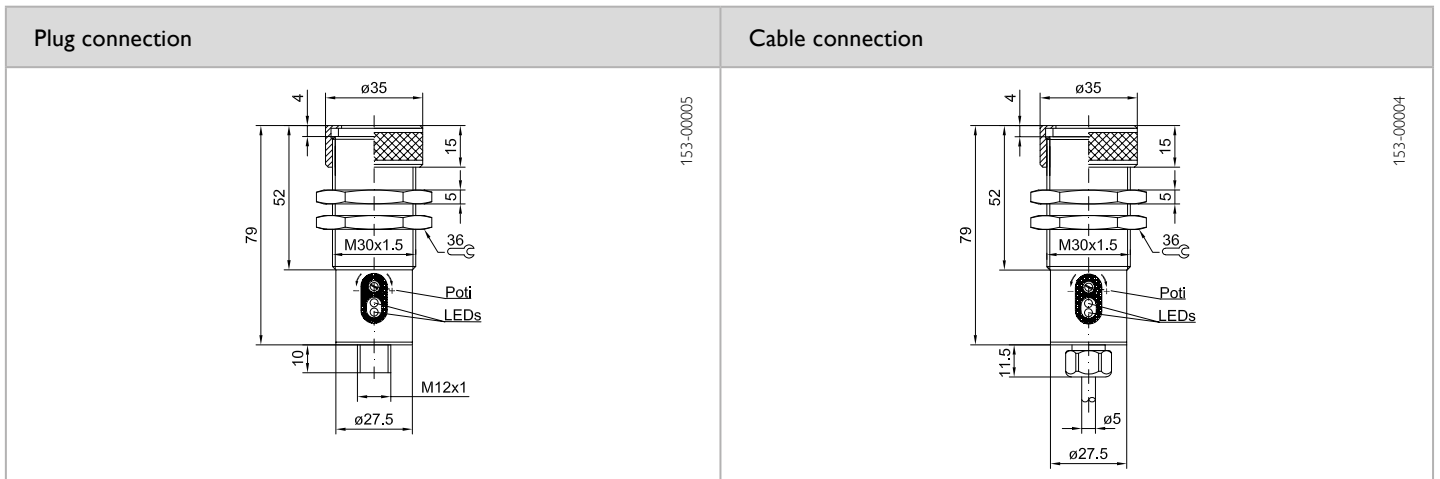 Plug connection
Cable connection
ø35
4
153-00005
15
52
5
79
36
M30x1.5
Poti
- +
LEDs
10
M12x1
ø27.5
ø35
4
153-00004
15
52
5
79
36
M30x1.5
Poti
- +
LEDs
11.5
ø5
ø27.5